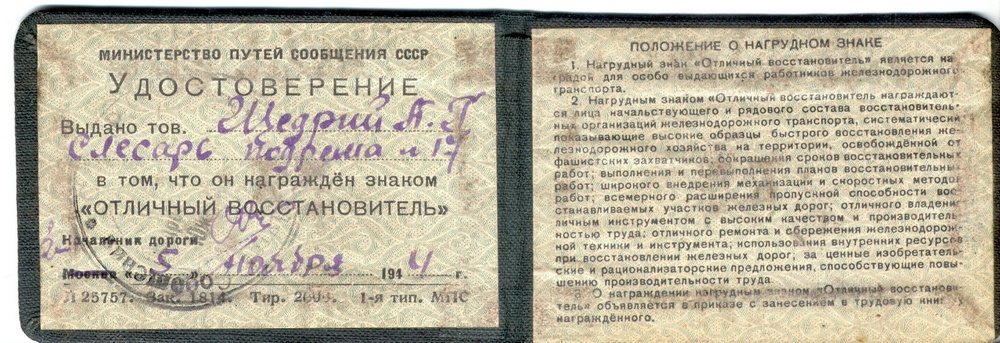 МИНИСТЕРСТВО ПУТЕЙ СООБЩЕНИЯ СССР
УДОСТОВЕРЕНИЕ
Выдано тов. Щедрий А.П
слесарь
в том, что он награждён знаком
«ОТЛИЧНЫЙ ВОССТАНОВИТЕЛЬ»
Начальник дороги
Москва «5» Ноября 1944 г.
Л 25757. Зак. 1814. Тир. 2000. 1-я тип. МПС
ПОЛОЖЕНИЕ О НАГРУДНОМ ЗНАКЕ
1. Нагрудный знак «Отличный восстановитель» является на-
градой для особо выдающихся работников железнодорожного
транспорта.
2. Нагрудным знаком «Отличный восстановитель награждают-
ся лица начальствующего и рядового состава восстановитель-
ных организаций железнодорожного транспорта, систематически
показывающие высокие образцы быстрого восстановления же-
лезнодорожного хозяйства на территории, освобождённой от
фашистских захватчиков; сокращения сроков восстановительных
работ; выполнения и перевыполнения планов восстановительных
работ; широкого внедрения механизации и скоростных методов
работ; всемерного расширения пропускной способности вос-
станавливаемых участков железных дорог; отличного владения
личным инструментом с высоким качеством и производитель-
ностью труда; отличного ремонта и сбережения железнодорож-
ной техники и инструмента; использования внутренних ресурсов
при восстановлении железных дорог; за ценные изобретатель-
ские и рационализаторские предложения, способствующие повы-
шению производительности труда.
3. О награждении нагрудным знаком "Отличный восстанови-
тель» объявляется в приказе с занесением в трудовую книжку
награждённого.